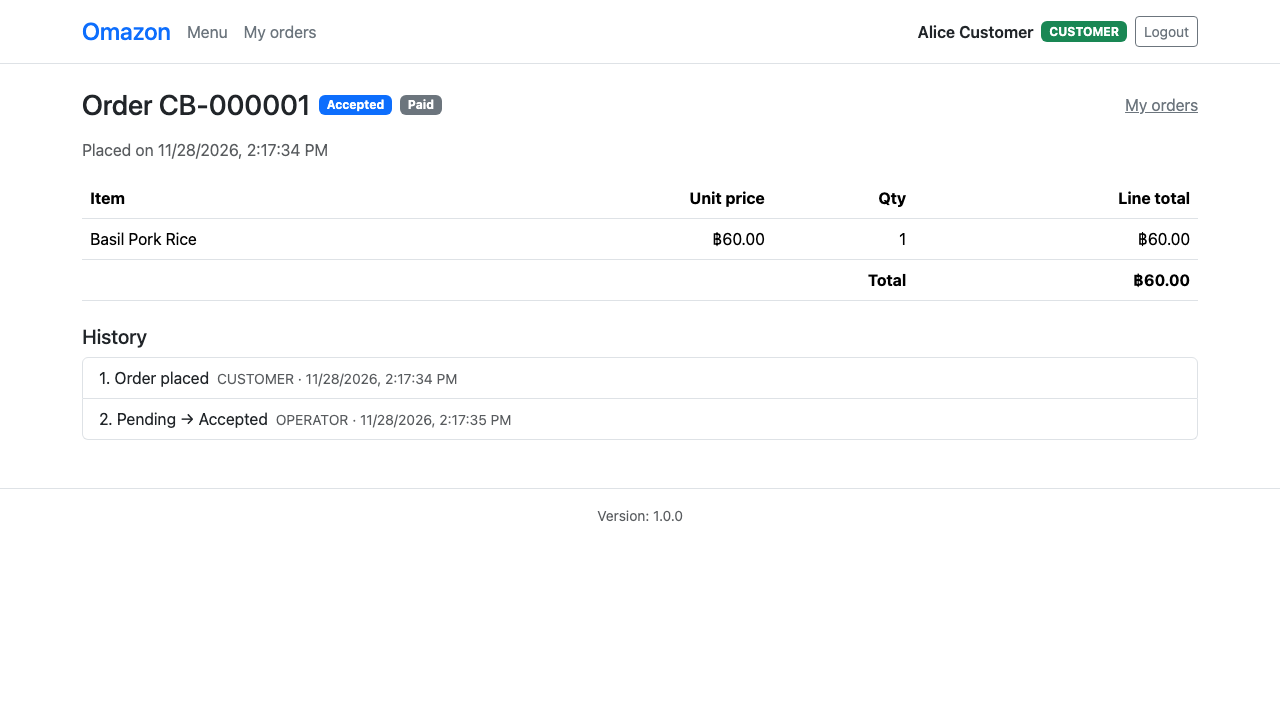 Omazon Menu My orders Alice Customer CUSTOMER Logout
Order CB-000001 Accepted Paid My orders
Placed on 11/28/2026, 2:17:34 PM
Item Unit price Qty Line total
Basil Pork Rice ฿60.00 1 ฿60.00
Total ฿60.00
History
1. Order placed CUSTOMER · 11/28/2026, 2:17:34 PM
2. Pending → Accepted OPERATOR · 11/28/2026, 2:17:35 PM
Version: 1.0.0